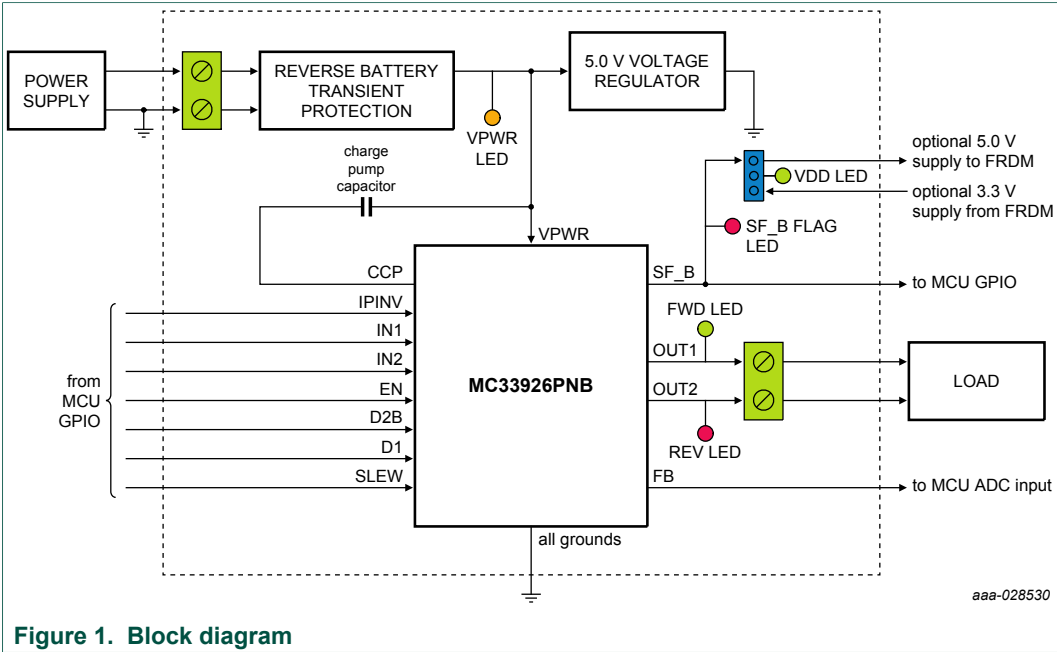 POWER
SUPPLY
REVERSE BATTERY
TRANSIENT
PROTECTION
5.0 V VOLTAGE
REGULATOR
VPWR
LED
charge
pump
capacitor
optional 5.0 V
supply to FRDM
VDD LED
optional 3.3 V
supply from FRDM
SF_B FLAG
LED
VPWR
CCP
SF_B
to MCU GPIO
IPINV
IN1
IN2
EN
D2B
D1
SLEW
from
MCU
GPIO
MC33926PNB
FWD LED
OUT1
OUT2
REV LED
LOAD
FB
to MCU ADC input
all grounds
aaa-028530
Figure 1. Block diagram